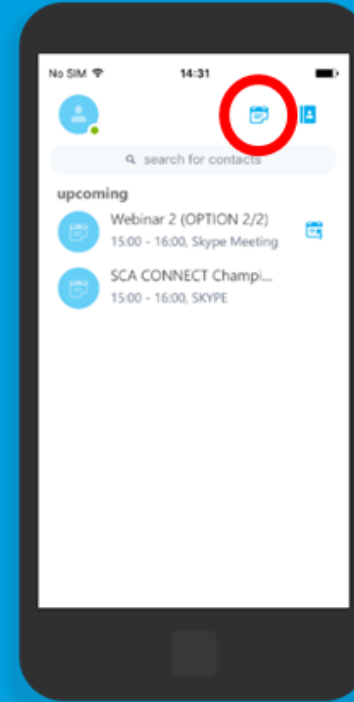 No SIM 14:31
search for contacts
upcoming
Webinar 2 (OPTION 2/2)
15:00 - 16:00, Skype Meeting
SCA CONNECT Champi...
15:00 - 16:00, SKYPE